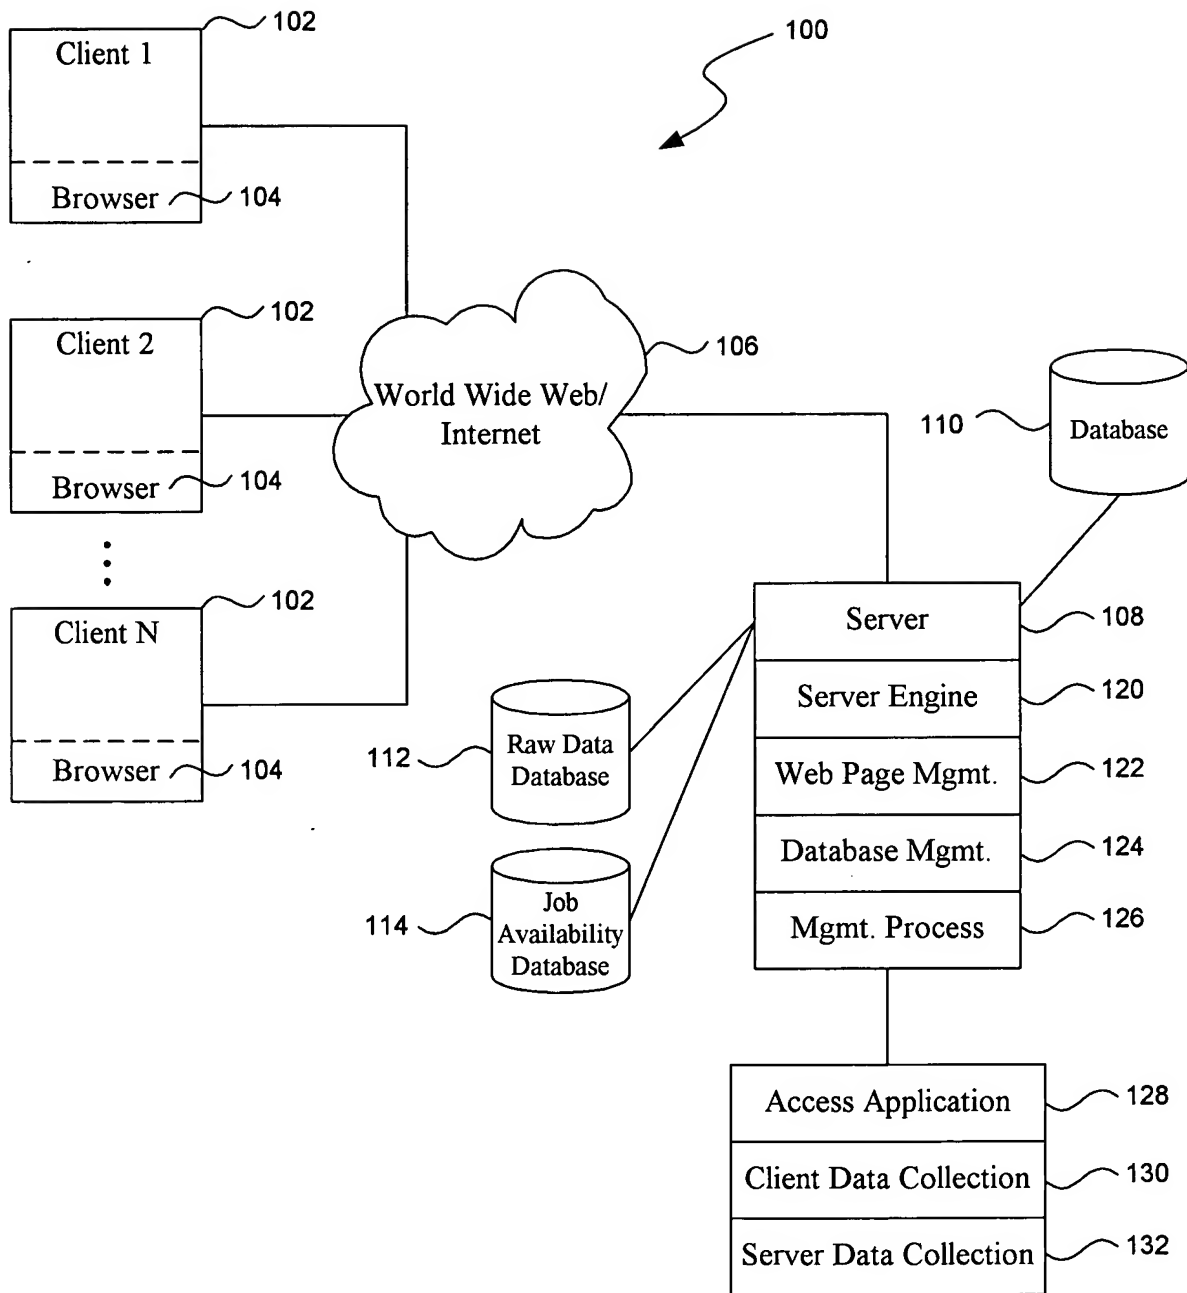 102
Client 1
Browser
104
100
102
Client 2
Browser
104
World Wide Web/
Internet
106
110
Database
102
Client N
Browser
104
112
Raw Data
Database
114
Job
Availability
Database
Server
108
Server Engine
120
Web Page Mgmt.
122
Database Mgmt.
124
Mgmt. Process
126
Access Application
128
Client Data Collection
130
Server Data Collection
132